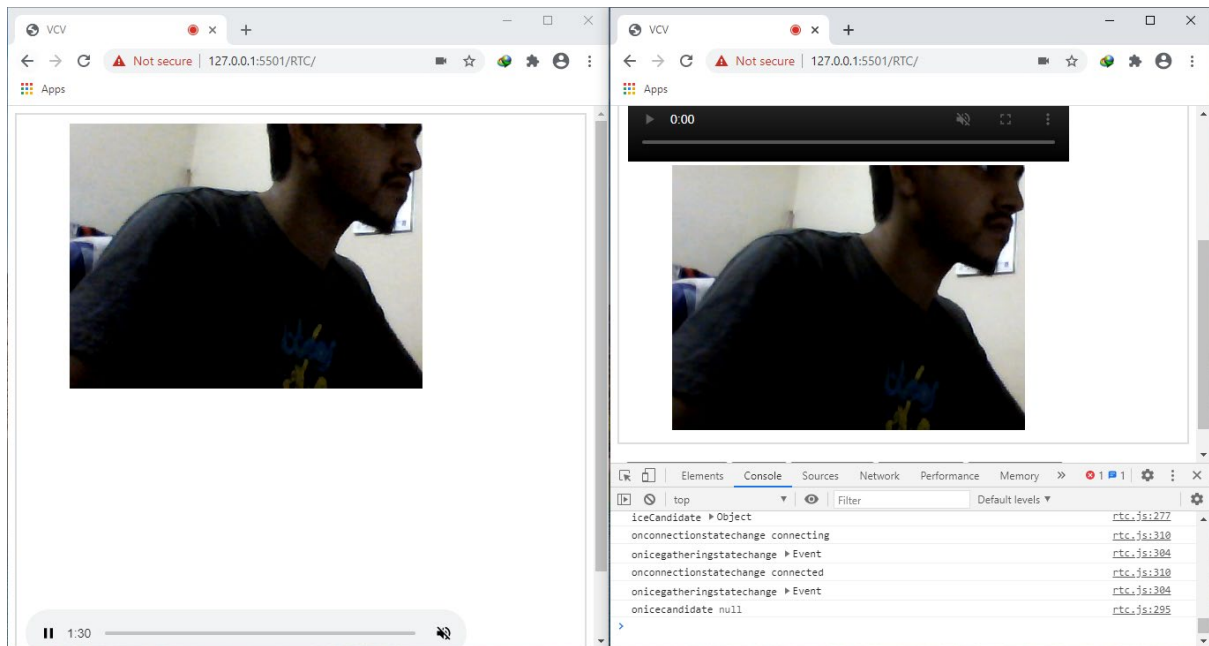 VCV
Not secure | 127.0.0.1:5501/RTC/
Apps
1:30
VCV
Not secure | 127.0.0.1:5501/RTC/
Apps
0:00
Elements Console Sources Network Performance Memory » 1 1
top Filter Default levels ▼
iceCandidate ▶Object rtc.js:277
onconnectionstatechange connecting rtc.js:310
onicegatheringstatechange ▶Event rtc.js:304
onconnectionstatechange connected rtc.js:310
onicegatheringstatechange ▶Event rtc.js:304
onicecandidate null rtc.js:295
>